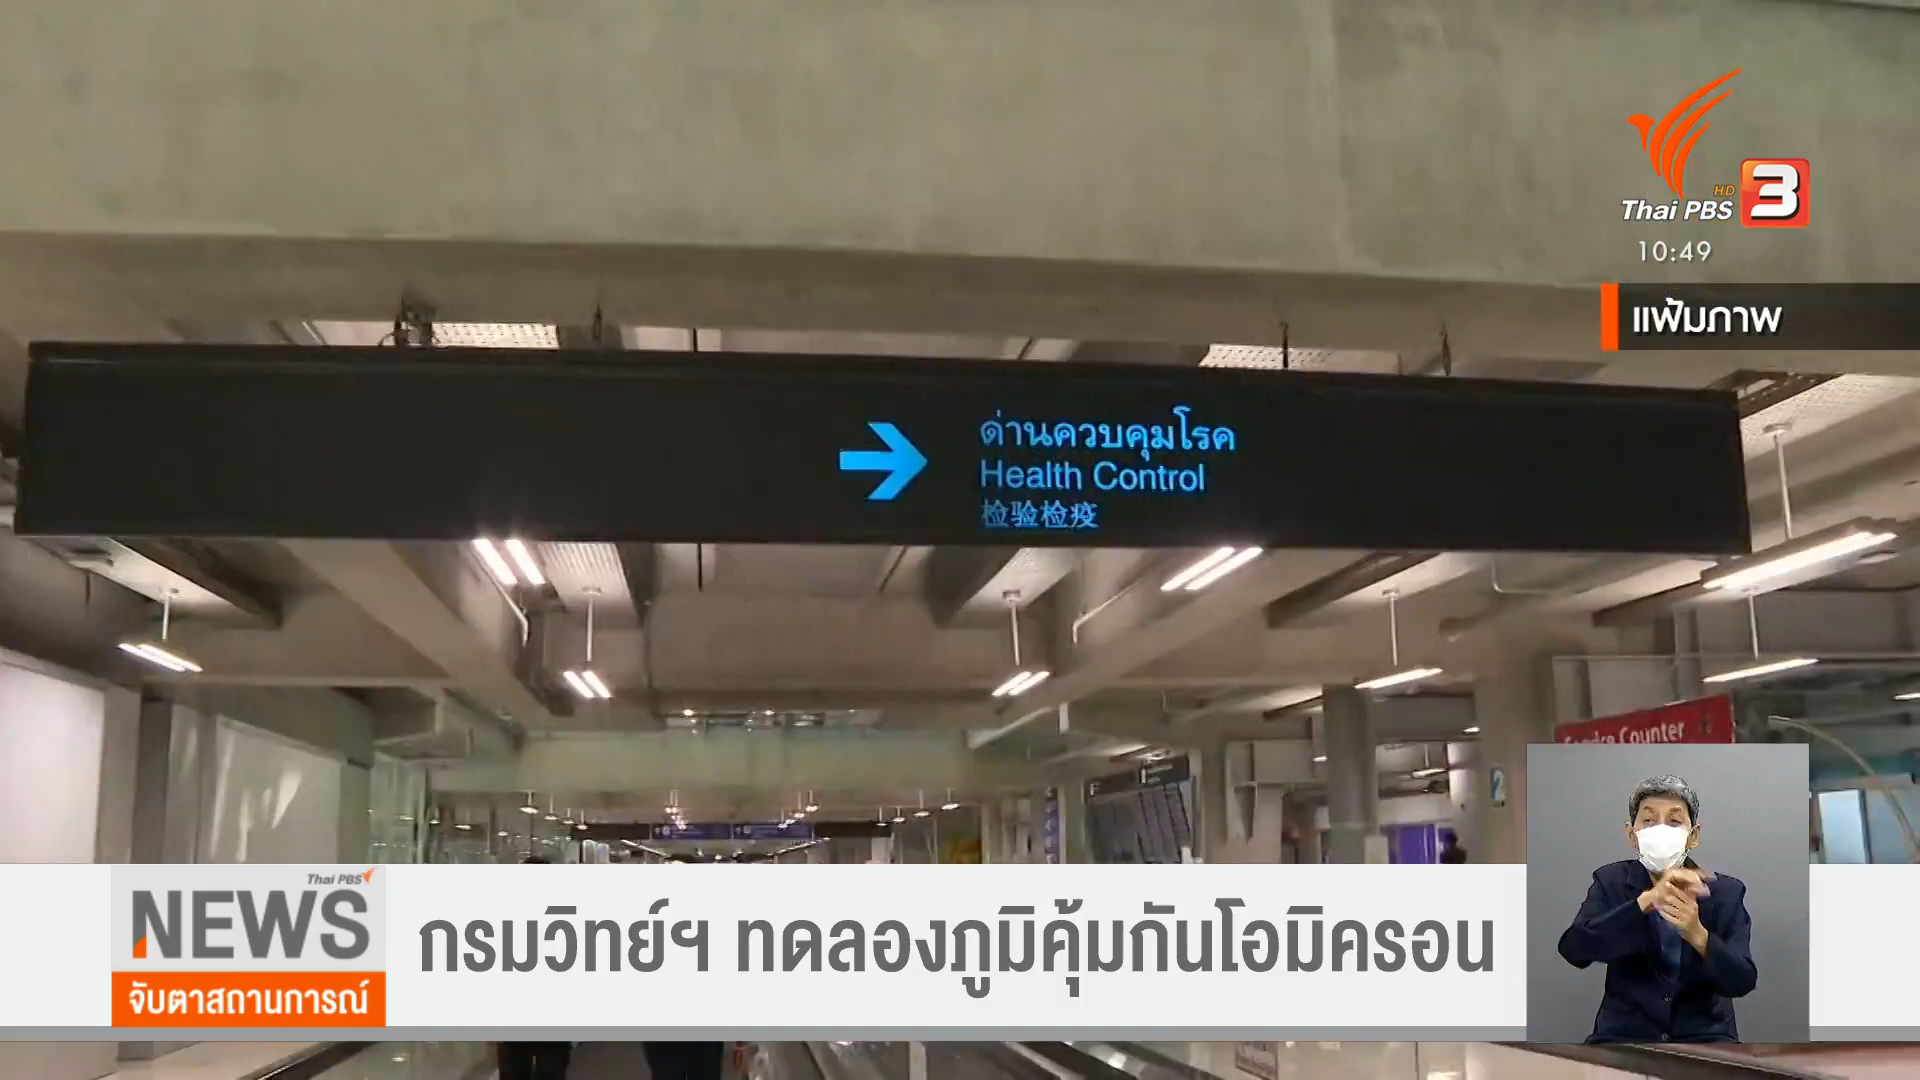 HD
Thai PBS 3
10:49
แฟ้มภาพ
ด่านควบคุมโรค
Health Control
检验检疫
Counter
2
Thai PBS
NEWS
กรมวิทย์ฯ ทดลองภูมิคุ้มกันโอมิครอน
จับตาสถานการณ์